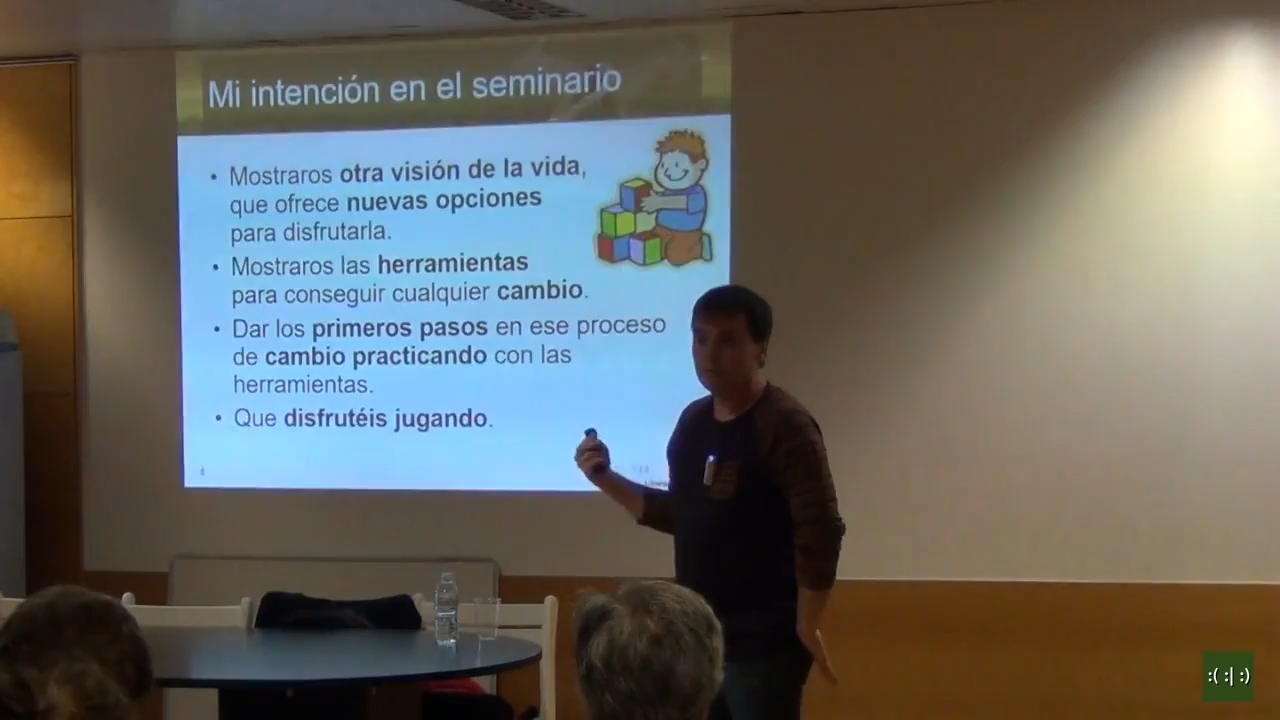 Mi intención en el seminario
• Mostraros otra visión de la vida,
que ofrece nuevas opciones
para disfrutarla.
• Mostraros las herramientas
para conseguir cualquier cambio.
• Dar los primeros pasos en ese proceso
de cambio practicando con las
herramientas.
• Que disfrutéis jugando.
:( :| :)